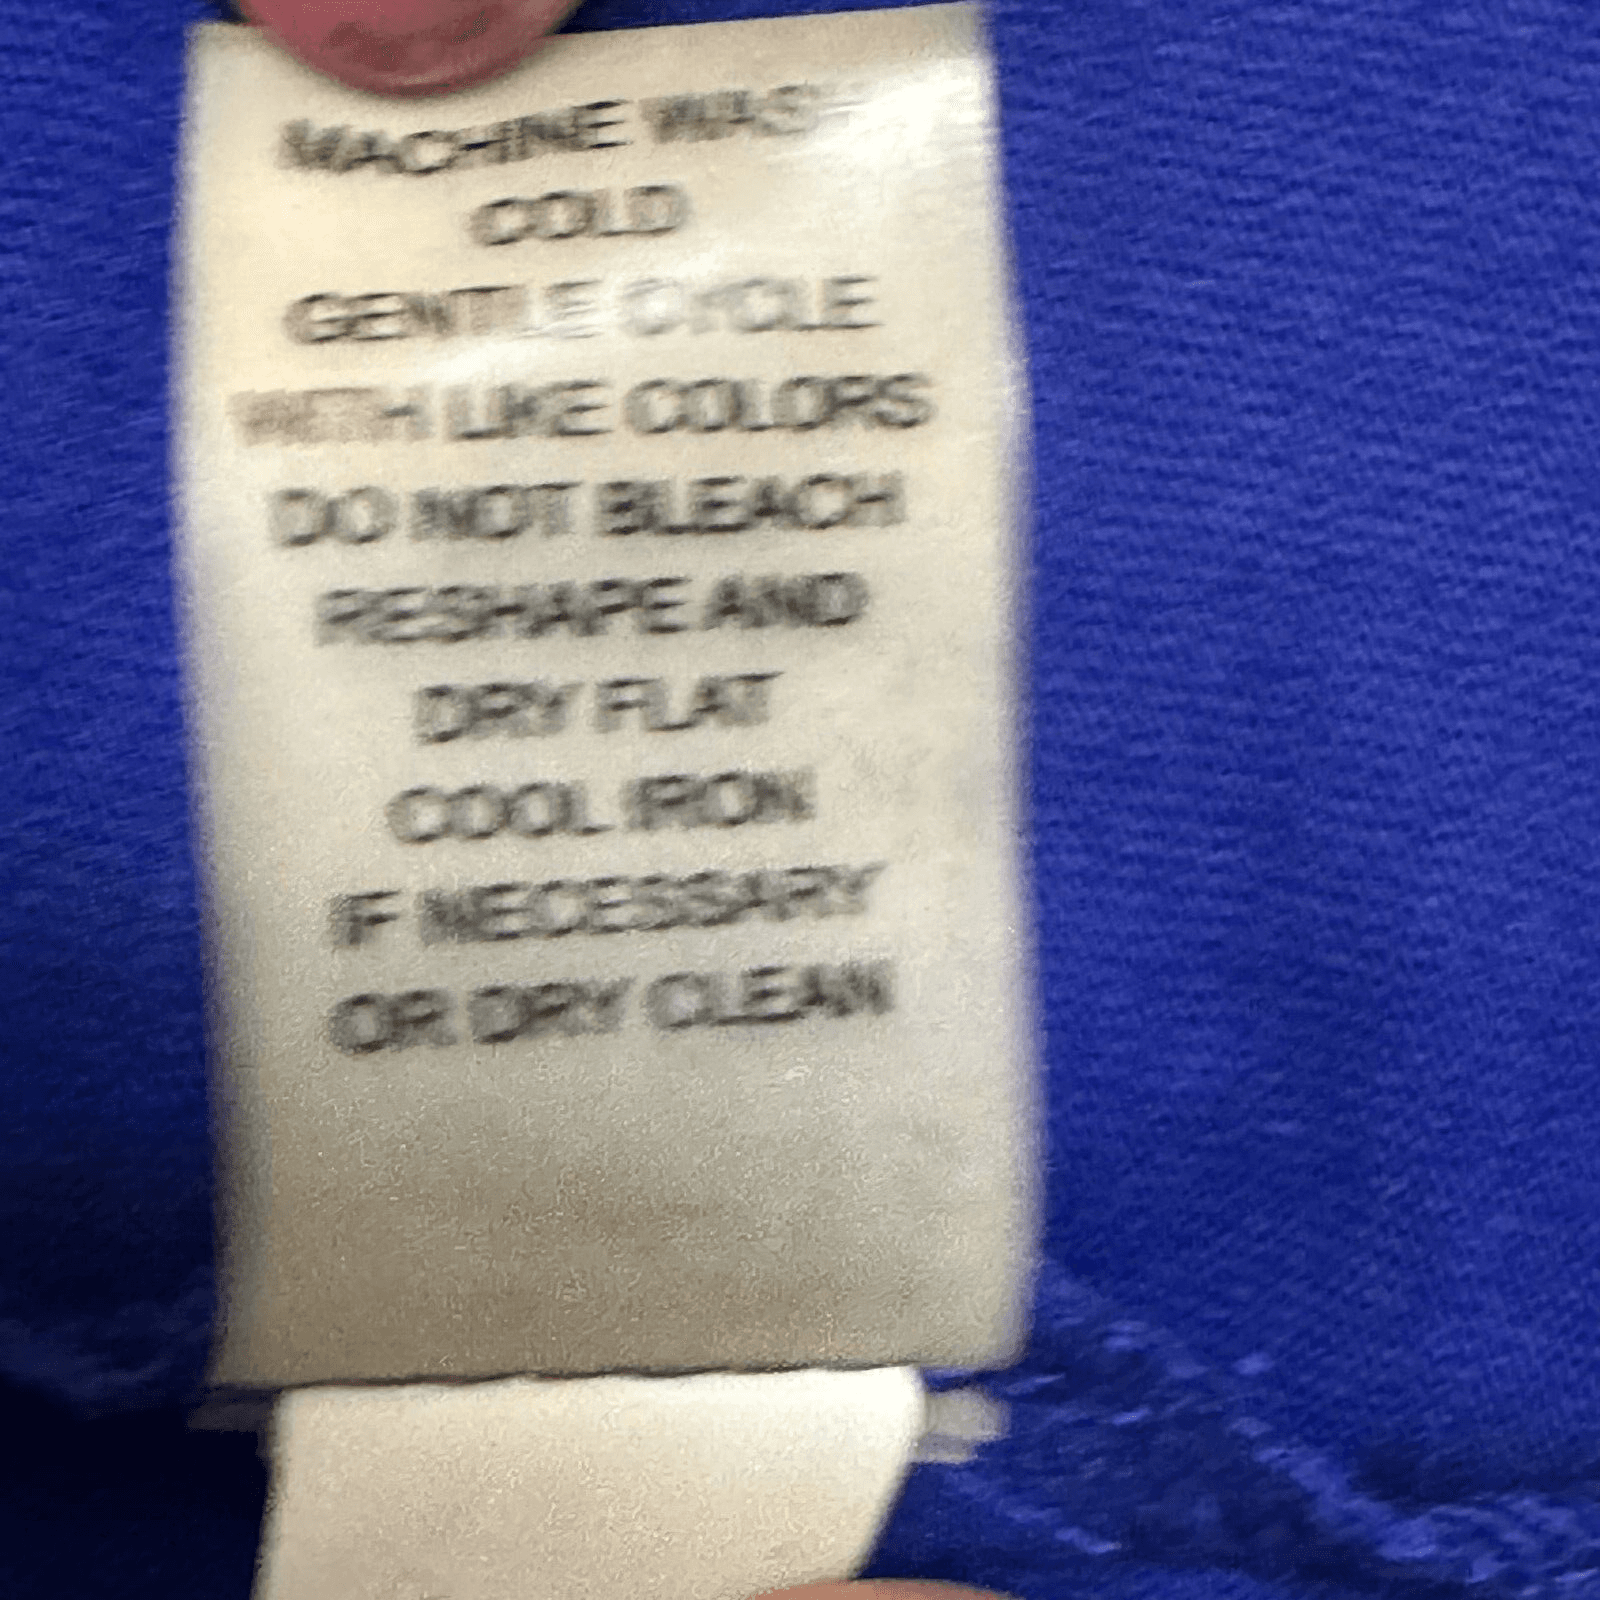 MACHINE WASH
COLD
GENTLE CYCLE
WITH LIKE COLORS
DO NOT BLEACH
RESHAPE AND
DRY FLAT
COOL IRON
IF NECESSARY
OR DRY CLEAN